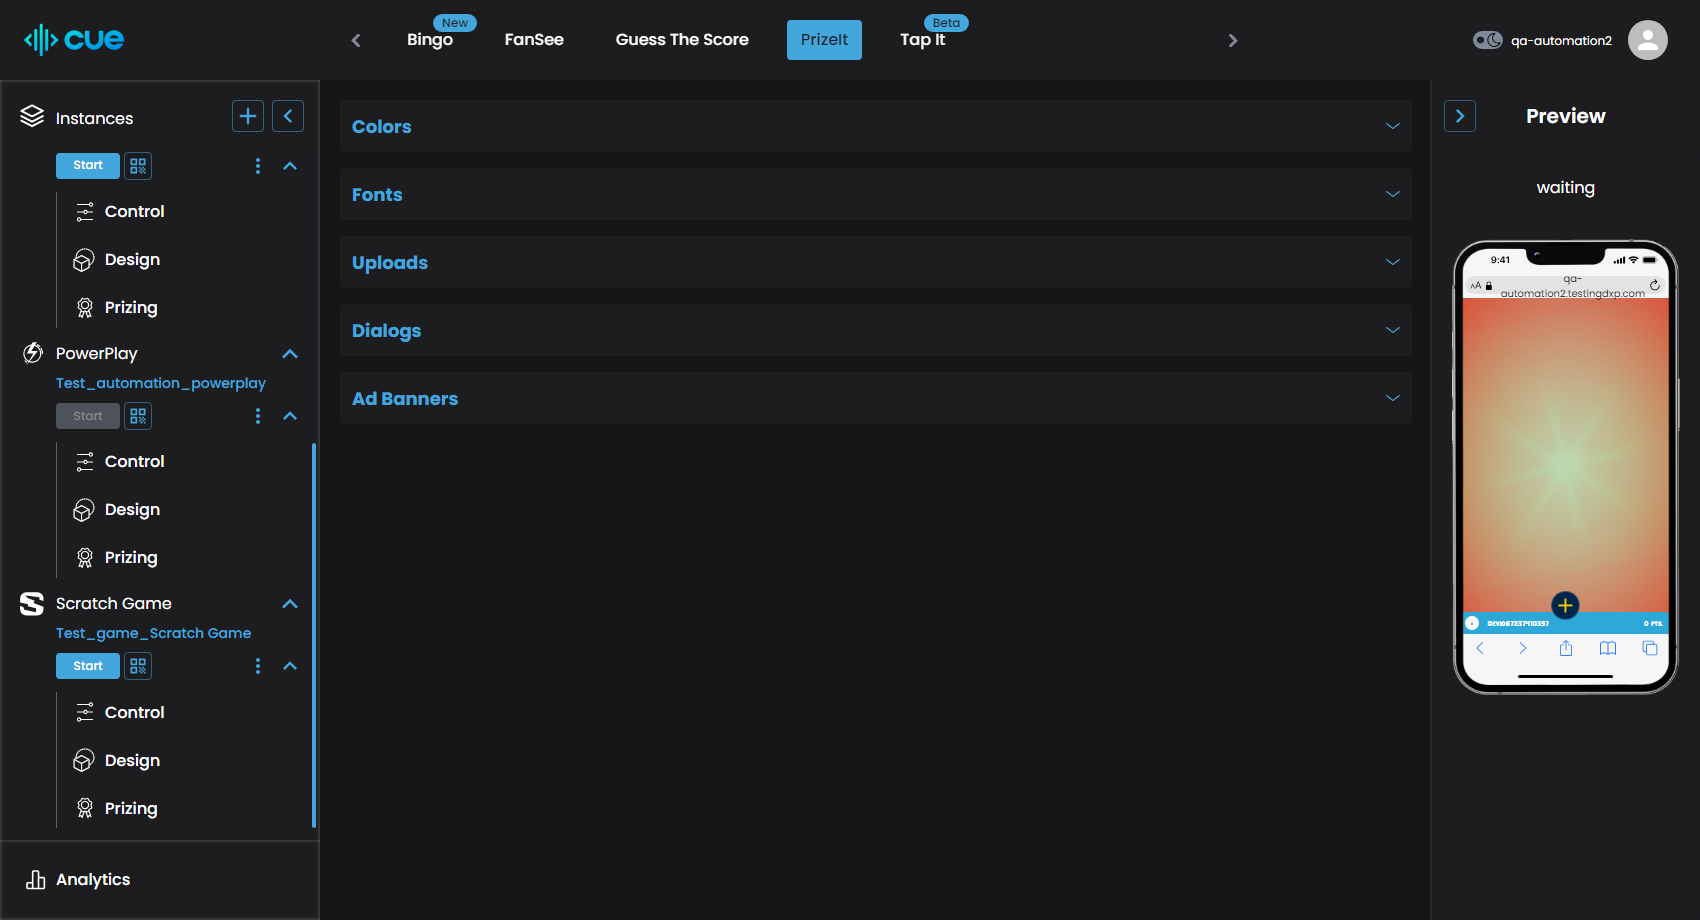 cue
New
Bingo
FanSee
Guess The Score
PrizeIt
Beta
Tap It
qa-automation2
Instances
Start
Control
Design
Prizing
PowerPlay
Test_automation_powerplay
Start
Control
Design
Prizing
Scratch Game
Test_game_Scratch Game
Start
Control
Design
Prizing
Analytics
Colors
Fonts
Uploads
Dialogs
Ad Banners
Preview
waiting
9:41
AA
qa-
automation2.testingdxp.com
0 PTS.